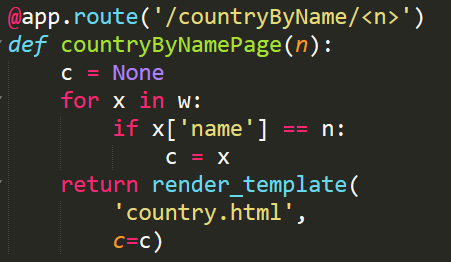 @app.route('/countryByName/<n>')
def countryByNamePage(n):
    c = None
    for x in w:
        if x['name'] == n:
            c = x
    return render_template(
        'country.html',
        c=c)